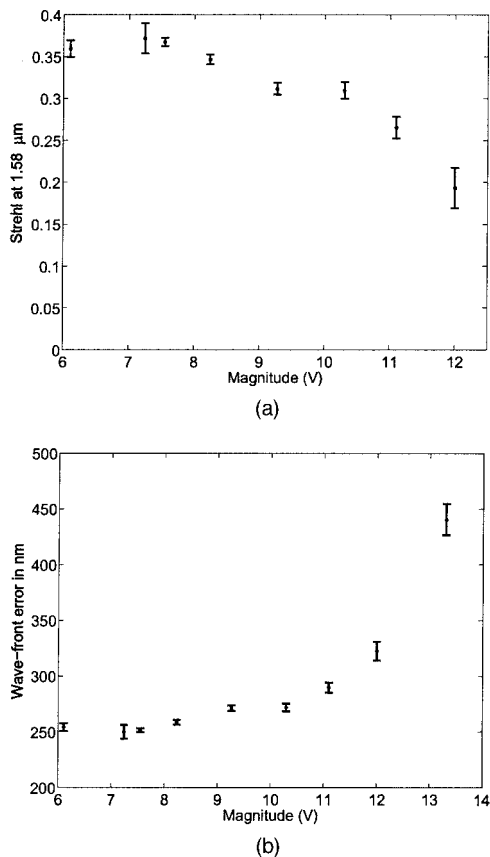 0.4
0.35
0.3
0.25
0.2
0.15
0.1
0.05
0
Strehl at 1.58 μm
6 7 8 9 10 11 12
Magnitude (V)
(a)
500
450
400
350
300
250
200
Wave-front error in nm
6 7 8 9 10 11 12 13 14
Magnitude (V)
(b)